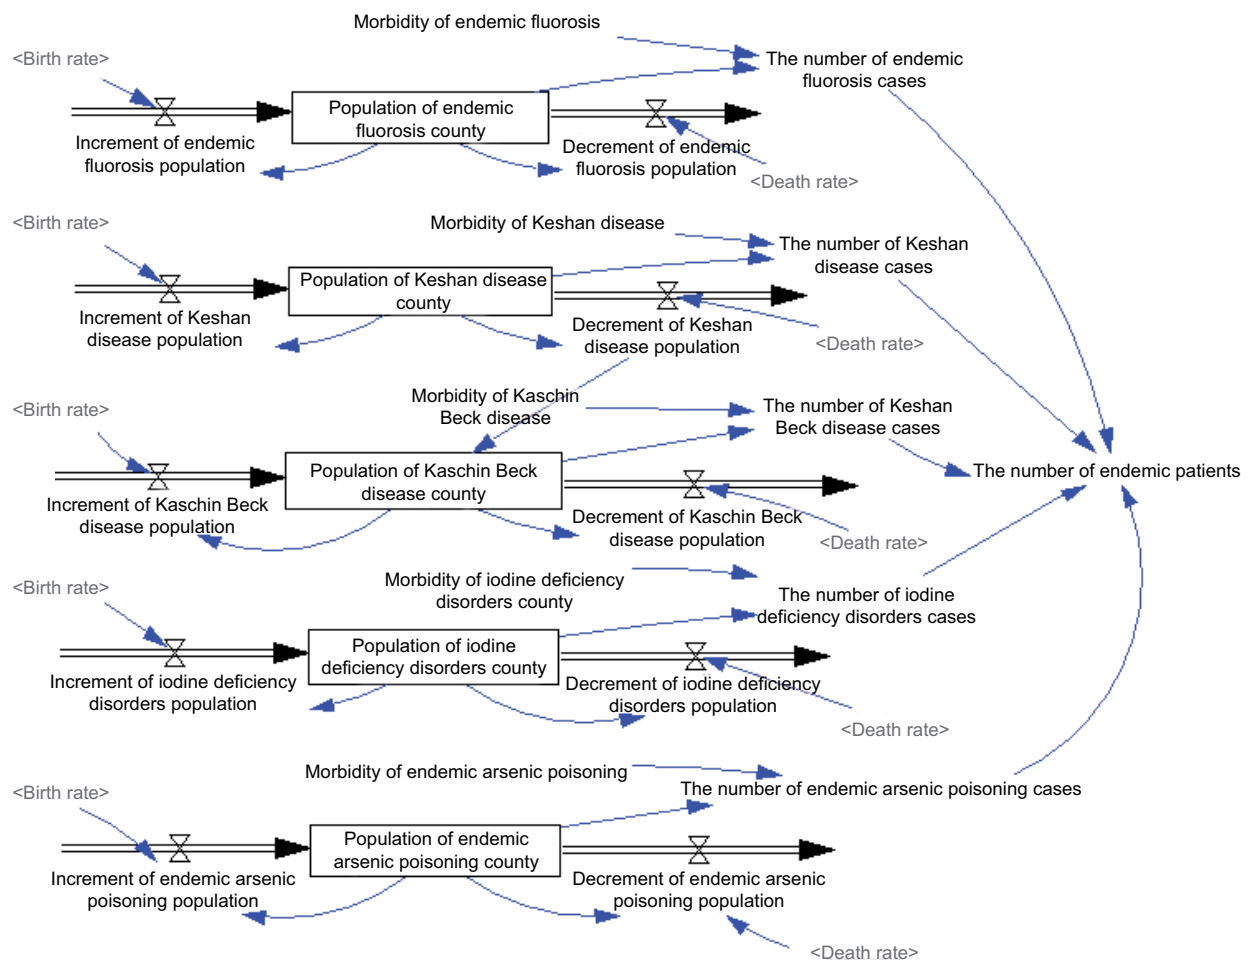 Morbidity of endemic fluorosis
<Birth rate>
The number of endemic
fluorosis cases
Population of endemic
fluorosis county
Increment of endemic
fluorosis population
Decrement of endemic
fluorosis population
<Death rate>
<Birth rate>
Morbidity of Keshan disease
The number of Keshan
disease cases
Population of Keshan disease
county
Increment of Keshan
disease population
Decrement of Keshan
disease population
<Death rate>
<Birth rate>
Morbidity of Kaschin
Beck disease
The number of Keshan
Beck disease cases
Population of Kaschin Beck
disease county
The number of endemic patients
Increment of Kaschin Beck
disease population
Decrement of Kaschin Beck
disease population
<Death rate>
<Birth rate>
Morbidity of iodine deficiency
disorders county
The number of iodine
deficiency disorders cases
Population of iodine
deficiency disorders county
Increment of iodine deficiency
disorders population
Decrement of iodine deficiency
disorders population
<Death rate>
Morbidity of endemic arsenic poisoning
The number of endemic arsenic poisoning cases
<Birth rate>
Population of endemic
arsenic poisoning county
Increment of endemic arsenic
poisoning population
Decrement of endemic arsenic
poisoning population
<Death rate>